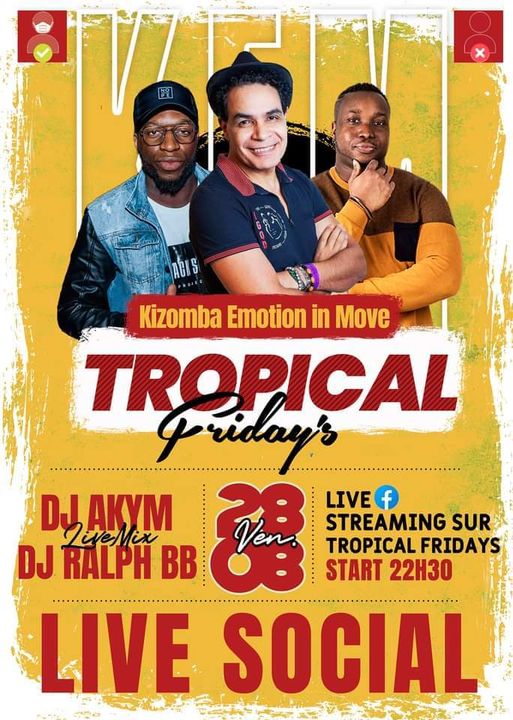 KEM
Kizomba Emotion in Move
TROPICAL
Friday's
DJ AKYM
LiveMix
DJ RALPH BB
28
Ven.
08
LIVE
STREAMING SUR
TROPICAL FRIDAYS
START 22H30
LIVE SOCIAL